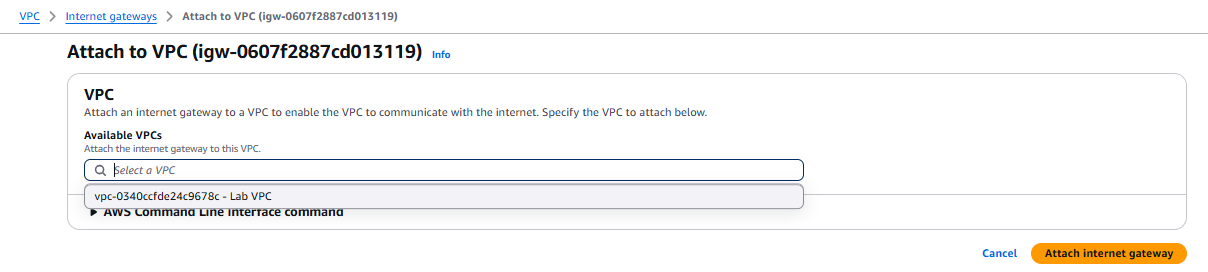 VPC > Internet gateways > Attach to VPC (igw-0607f2887cd013119)
Attach to VPC (igw-0607f2887cd013119) Info
VPC
Attach an internet gateway to a VPC to enable the VPC to communicate with the internet. Specify the VPC to attach below.
Available VPCs
Attach the internet gateway to this VPC.
Select a VPC
vpc-0340ccfde24c9678c - Lab VPC
AWS Command Line Interface command
Cancel Attach internet gateway